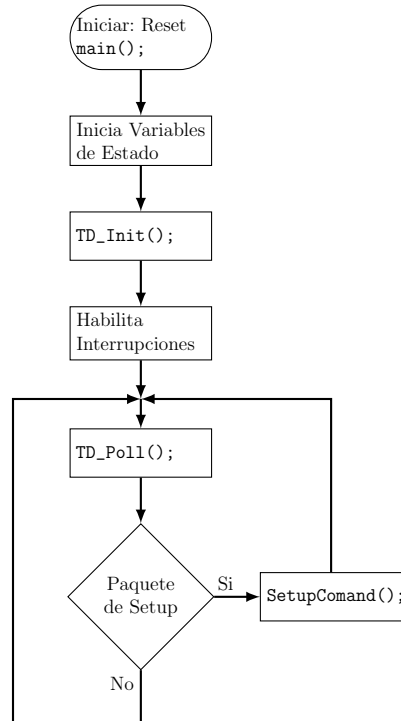 Iniciar: Reset
main();
Inicia Variables
de Estado
TD_Init();
Habilita
Interrupciones
TD_Poll();
Paquete
de Setup
Si
SetupComand();
No